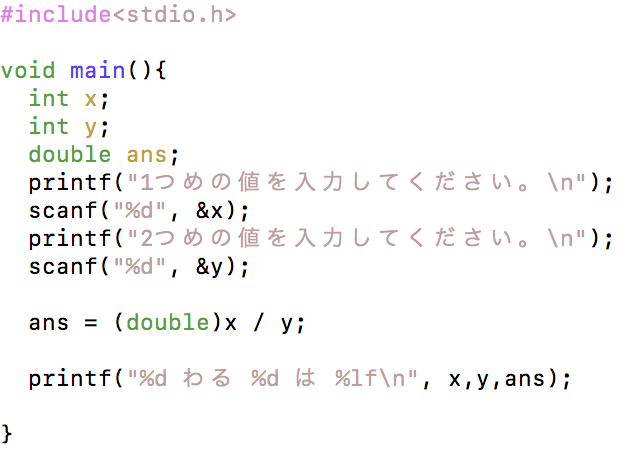 #include<stdio.h>
void main(){
int x;
int y;
double ans;
printf("1つめの値を入力してください。\n");
scanf("%d", &x);
printf("2つめの値を入力してください。\n");
scanf("%d", &y);
ans = (double)x / y;
printf("%d わる %d は %lf\n", x,y,ans);
}